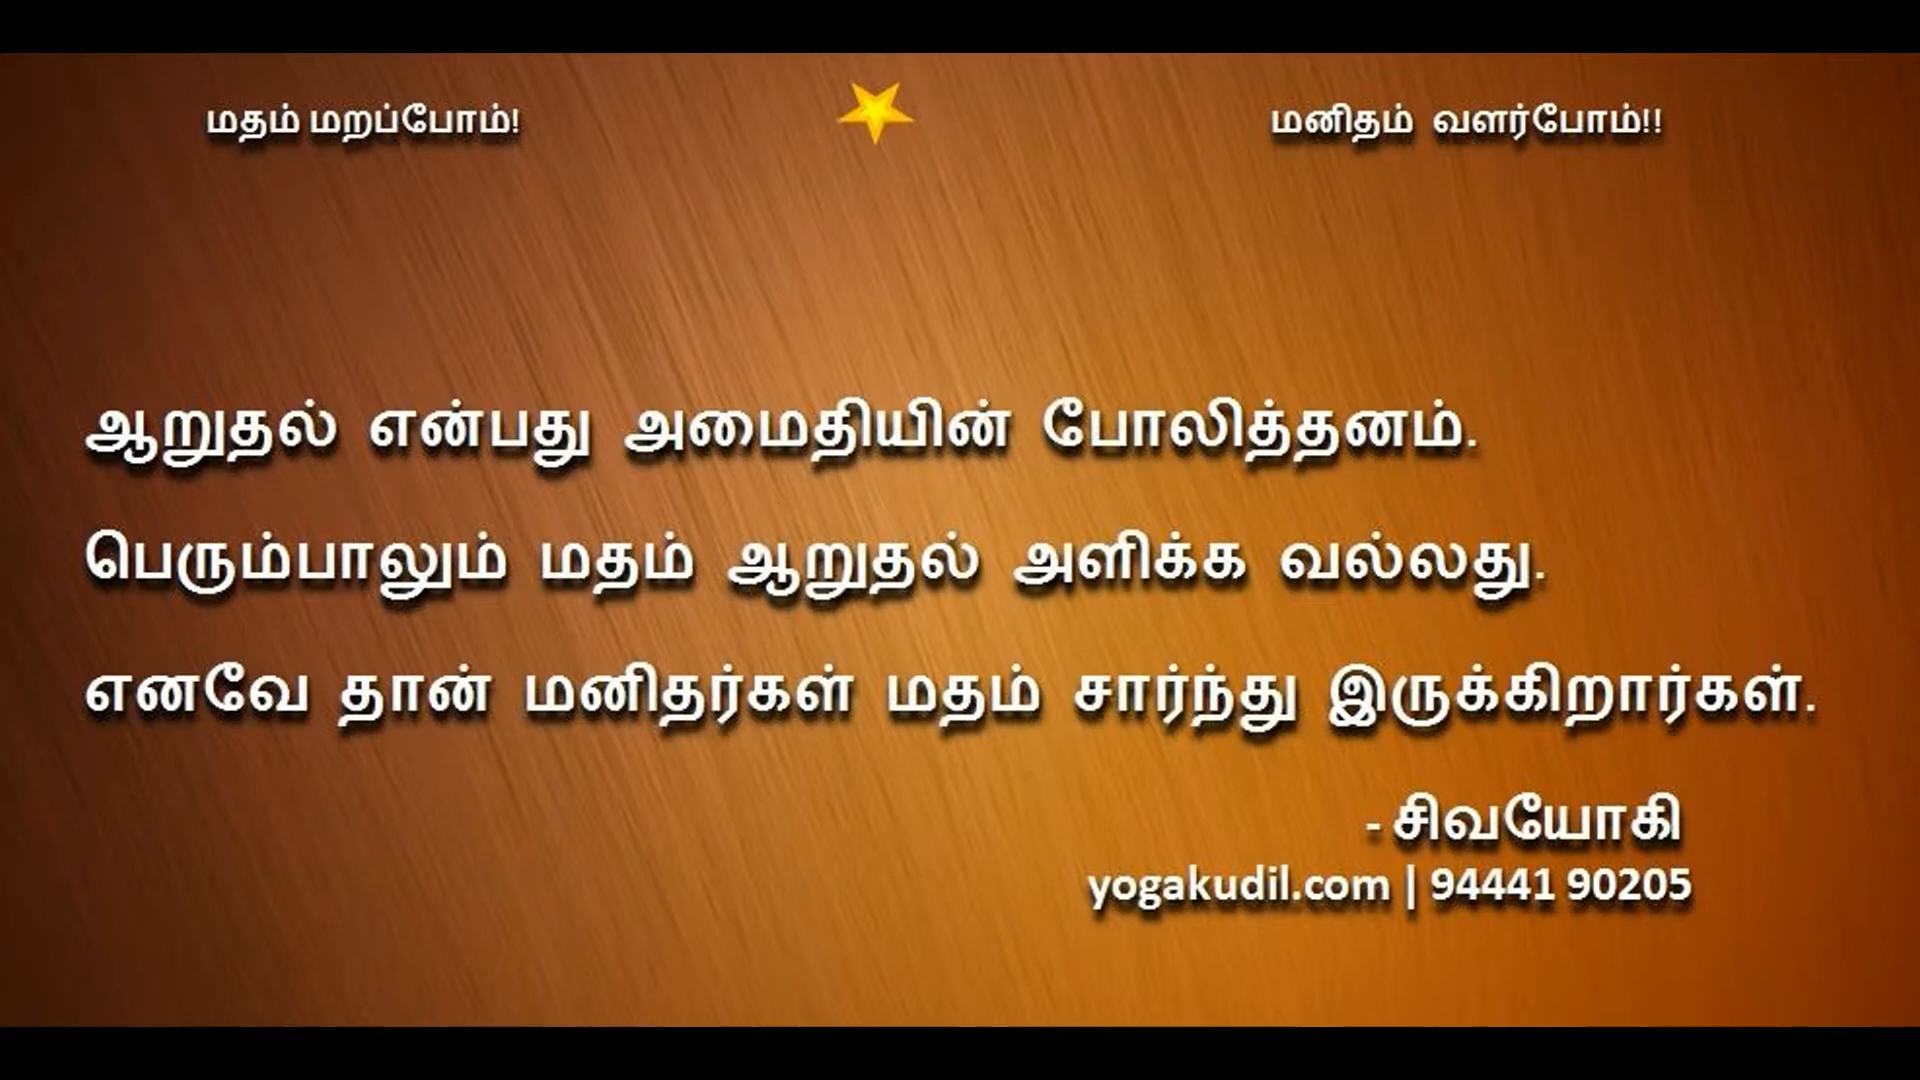 மதம் மறப்போம்! மனிதம் வளர்போம்!!
ஆறுதல் என்பது அமைதியின் போலித்தனம்.
பெரும்பாலும் மதம் ஆறுதல் அளிக்க வல்லது.
எனவே தான் மனிதர்கள் மதம் சார்ந்து இருக்கிறார்கள்.
- சிவயோகி
yogakudil.com | 94441 90205